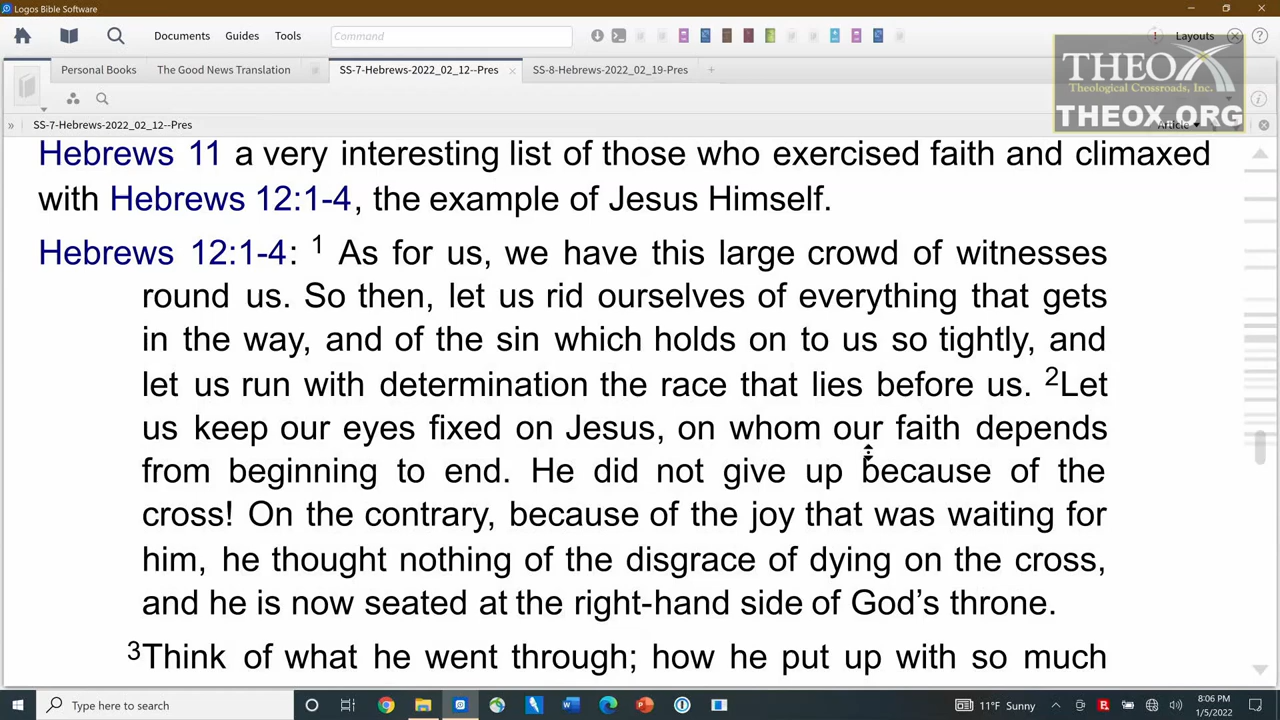 Logos Bible Software
Documents Guides Tools Command Layouts
Personal Books The Good News Translation SS-7-Hebrews-2022_02_12--Pres SS-8-Hebrews-2022_02_19-Pres
THEOX
Theological Crossroads, Inc.
THEOX.ORG
SS-7-Hebrews-2022_02_12--Pres Article
Hebrews 11 a very interesting list of those who exercised faith and climaxed
with Hebrews 12:1-4, the example of Jesus Himself.
Hebrews 12:1-4: 1 As for us, we have this large crowd of witnesses
round us. So then, let us rid ourselves of everything that gets
in the way, and of the sin which holds on to us so tightly, and
let us run with determination the race that lies before us. 2Let
us keep our eyes fixed on Jesus, on whom our faith depends
from beginning to end. He did not give up because of the
cross! On the contrary, because of the joy that was waiting for
him, he thought nothing of the disgrace of dying on the cross,
and he is now seated at the right-hand side of God’s throne.
3Think of what he went through; how he put up with so much
Type here to search 11°F Sunny 8:06 PM
1/5/2022